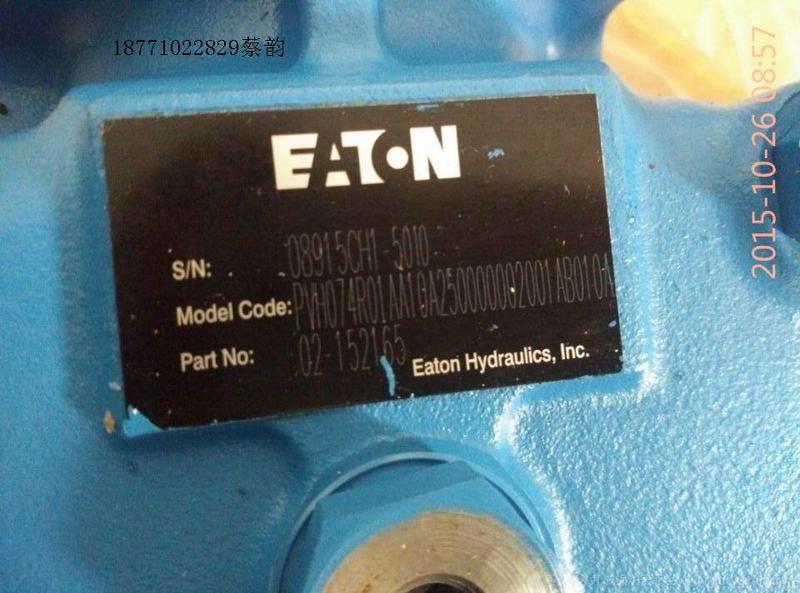 18771022829蔡韵
2015-10-26 08:57
EATON
S/N: 08915CH1-5010
Model Code: PVH074R01AA10A250000002001AB010A
Part No: 02-152165
Eaton Hydraulics, Inc.